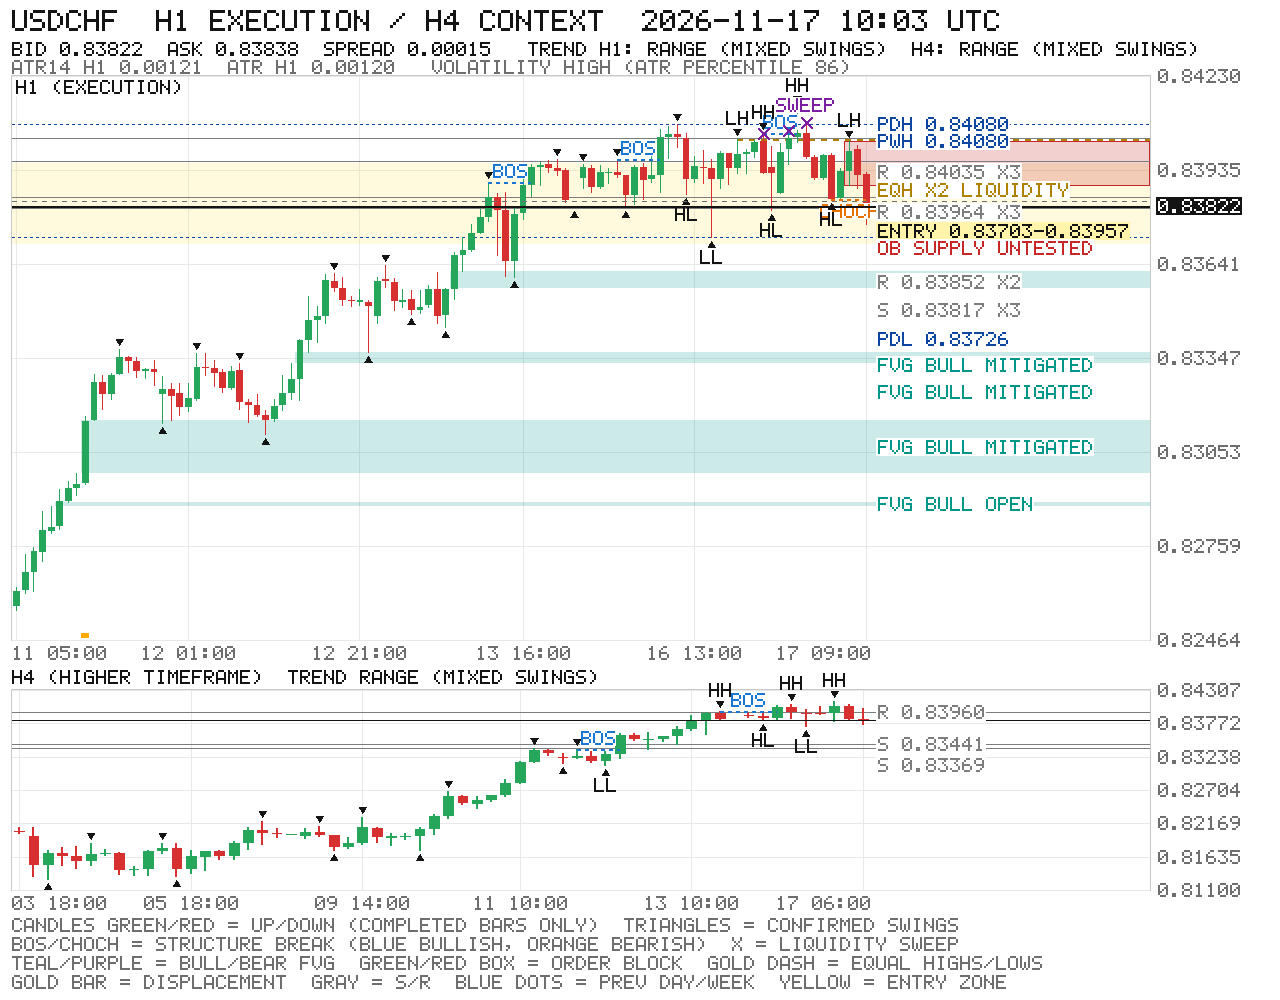 USDCHF  H1 EXECUTION / H4 CONTEXT  2026-11-17 10:03 UTC
BID 0.83822  ASK 0.83838  SPREAD 0.00015   TREND H1: RANGE (MIXED SWINGS)  H4: RANGE (MIXED SWINGS)
ATR14 H1 0.00121  ATR H1 0.00120   VOLATILITY HIGH (ATR PERCENTILE 86)
H1 (EXECUTION)
0.84230
HH
SWEEP
LH HH BOS LH
PDH 0.84080
PWH 0.84080
BOS
BOS
R 0.84035 X3
0.83935
EQH X2 LIQUIDITY
0.83822
R 0.83964 X3
HL HL HL CHOCH
ENTRY 0.83703-0.83957
OB SUPPLY UNTESTED
LL
0.83641
R 0.83852 X2
S 0.83817 X3
PDL 0.83726
0.83347
FVG BULL MITIGATED
FVG BULL MITIGATED
FVG BULL MITIGATED
0.83053
FVG BULL OPEN
0.82759
0.82464
11 05:00  12 01:00  12 21:00  13 16:00  16 13:00  17 09:00
H4 (HIGHER TIMEFRAME)  TREND RANGE (MIXED SWINGS)
0.84307
HH BOS HH HH
R 0.83960
0.83772
BOS
HL LL
S 0.83441
0.83238
S 0.83369
LL
0.82704
0.82169
0.81635
0.81100
03 18:00  05 18:00  09 14:00  11 10:00  13 10:00  17 06:00
CANDLES GREEN/RED = UP/DOWN (COMPLETED BARS ONLY)  TRIANGLES = CONFIRMED SWINGS
BOS/CHOCH = STRUCTURE BREAK (BLUE BULLISH, ORANGE BEARISH)  X = LIQUIDITY SWEEP
TEAL/PURPLE = BULL/BEAR FVG  GREEN/RED BOX = ORDER BLOCK  GOLD DASH = EQUAL HIGHS/LOWS
GOLD BAR = DISPLACEMENT  GRAY = S/R  BLUE DOTS = PREV DAY/WEEK  YELLOW = ENTRY ZONE